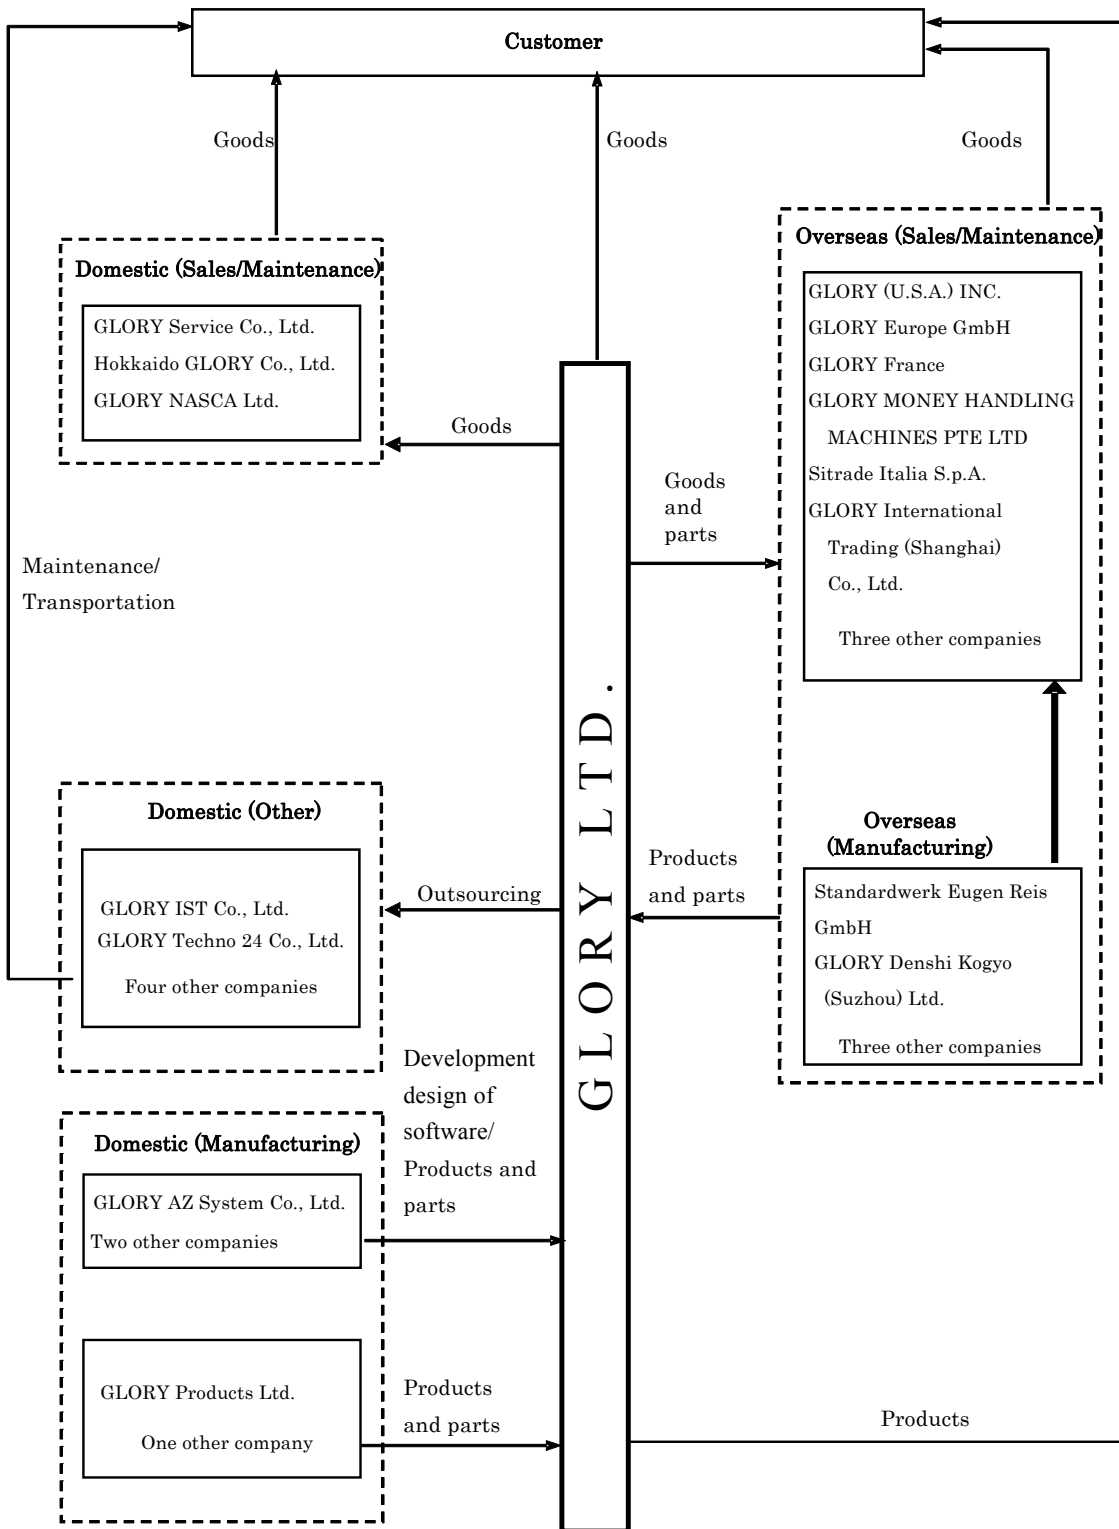 Customer
Goods
Goods
Goods
Domestic (Sales/Maintenance)
GLORY Service Co., Ltd.
Hokkaido GLORY Co., Ltd.
GLORY NASCA Ltd.
Goods
Overseas (Sales/Maintenance)
GLORY (U.S.A.) INC.
GLORY Europe GmbH
GLORY France
GLORY MONEY HANDLING
MACHINES PTE LTD
Sitrade Italia S.p.A.
GLORY International
Trading (Shanghai)
Co., Ltd.
Three other companies
Goods
and
parts
Maintenance/
Transportation
GLORY LTD.
Domestic (Other)
GLORY IST Co., Ltd.
GLORY Techno 24 Co., Ltd.
Four other companies
Outsourcing
Products
and parts
Overseas
(Manufacturing)
Standardwerk Eugen Reis
GmbH
GLORY Denshi Kogyo
(Suzhou) Ltd.
Three other companies
Development
design of
software/
Products and
parts
Domestic (Manufacturing)
GLORY AZ System Co., Ltd.
Two other companies
GLORY Products Ltd.
One other company
Products
and parts
Products